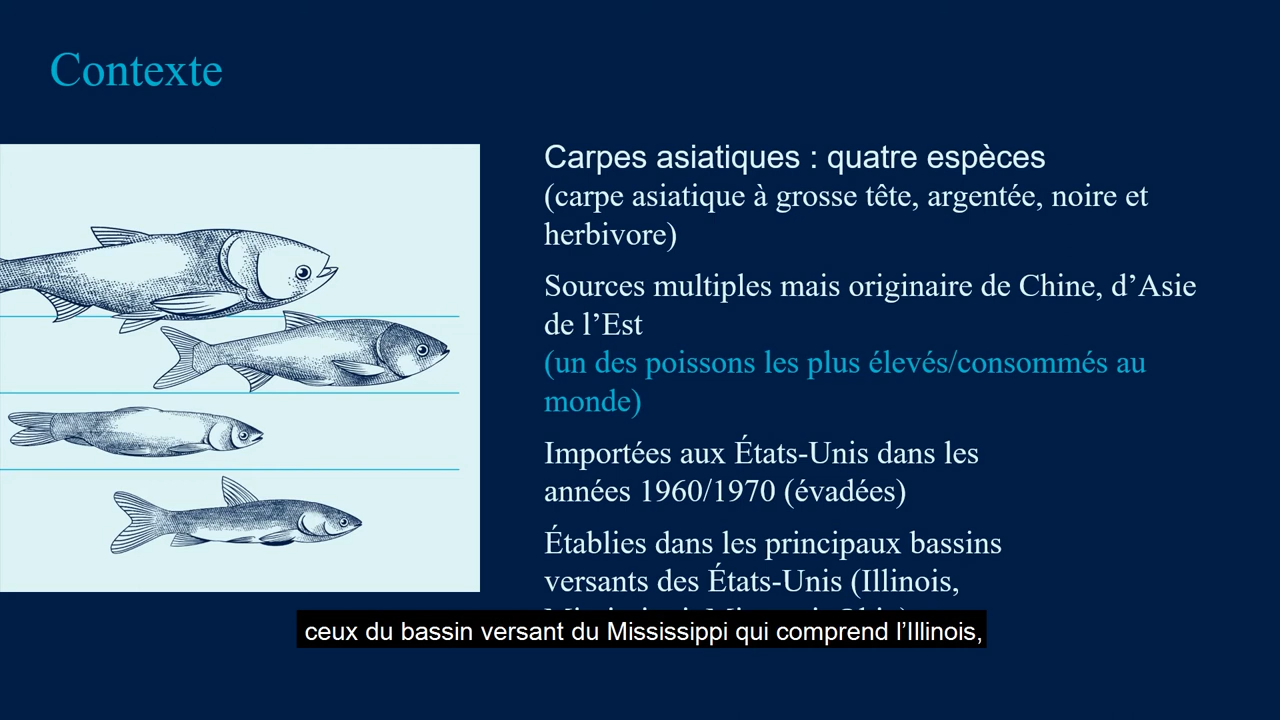 Contexte
Carpes asiatiques : quatre espèces
(carpe asiatique à grosse tête, argentée, noire et
herbivore)
Sources multiples mais originaire de Chine, d’Asie
de l’Est
(un des poissons les plus élevés/consommés au
monde)
Importées aux États-Unis dans les
années 1960/1970 (évadées)
Établies dans les principaux bassins
versants des États-Unis (Illinois,
ceux du bassin versant du Mississippi qui comprend l’Illinois,